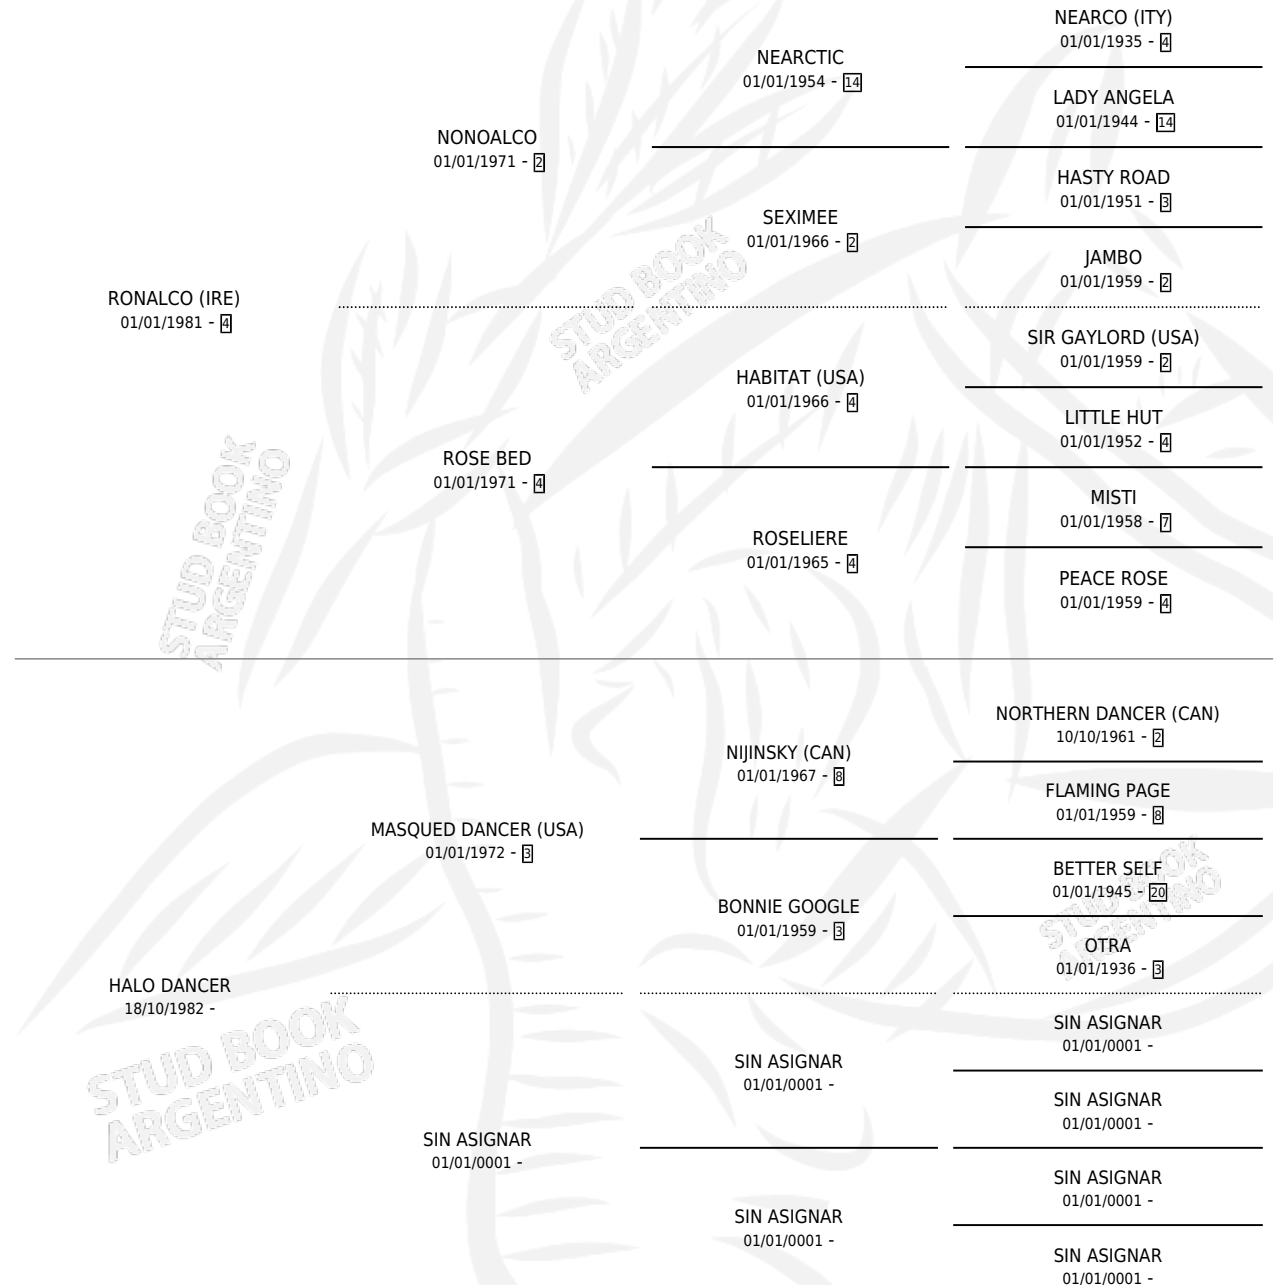 NEARCO (ITY)
01/01/1935 - 4
NEARCTIC
01/01/1954 - 14
LADY ANGELA
01/01/1944 - 14
NONOALCO
01/01/1971 - 2
HASTY ROAD
01/01/1951 - 3
SEXIMEE
01/01/1966 - 2
JAMBO
01/01/1959 - 2
RONALCO (IRE)
01/01/1981 - 4
SIR GAYLORD (USA)
01/01/1959 - 2
HABITAT (USA)
01/01/1966 - 4
LITTLE HUT
01/01/1952 - 4
ROSE BED
01/01/1971 - 4
MISTI
01/01/1958 - 7
ROSELIERE
01/01/1965 - 4
PEACE ROSE
01/01/1959 - 4
STUD BOOK
ARGENTINO
STUD BOOK
ARGENTINO
NORTHERN DANCER (CAN)
10/10/1961 - 2
NIJINSKY (CAN)
01/01/1967 - 8
FLAMING PAGE
01/01/1959 - 8
MASQUED DANCER (USA)
01/01/1972 - 3
BETTER SELF
01/01/1945 - 20
BONNIE GOOGLE
01/01/1959 - 3
OTRA
01/01/1936 - 3
STUD BOOK
ARGENTINO
HALO DANCER
18/10/1982 -
SIN ASIGNAR
01/01/0001 -
SIN ASIGNAR
01/01/0001 -
SIN ASIGNAR
01/01/0001 -
SIN ASIGNAR
01/01/0001 -
SIN ASIGNAR
01/01/0001 -
SIN ASIGNAR
01/01/0001 -
SIN ASIGNAR
01/01/0001 -
STUD BOOK
ARGENTINO